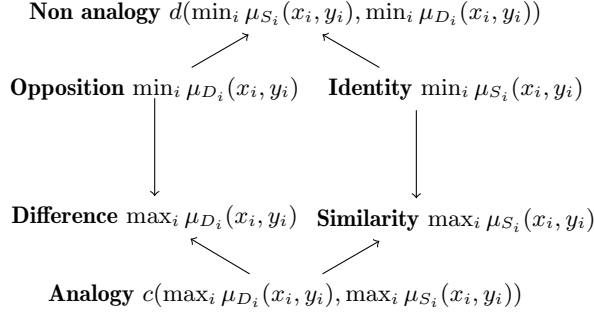 Non analogy d(min_i μ_{S_i}(x_i, y_i), min_i μ_{D_i}(x_i, y_i))
Opposition min_i μ_{D_i}(x_i, y_i) Identity min_i μ_{S_i}(x_i, y_i)
Difference max_i μ_{D_i}(x_i, y_i) Similarity max_i μ_{S_i}(x_i, y_i)
Analogy c(max_i μ_{D_i}(x_i, y_i), max_i μ_{S_i}(x_i, y_i))